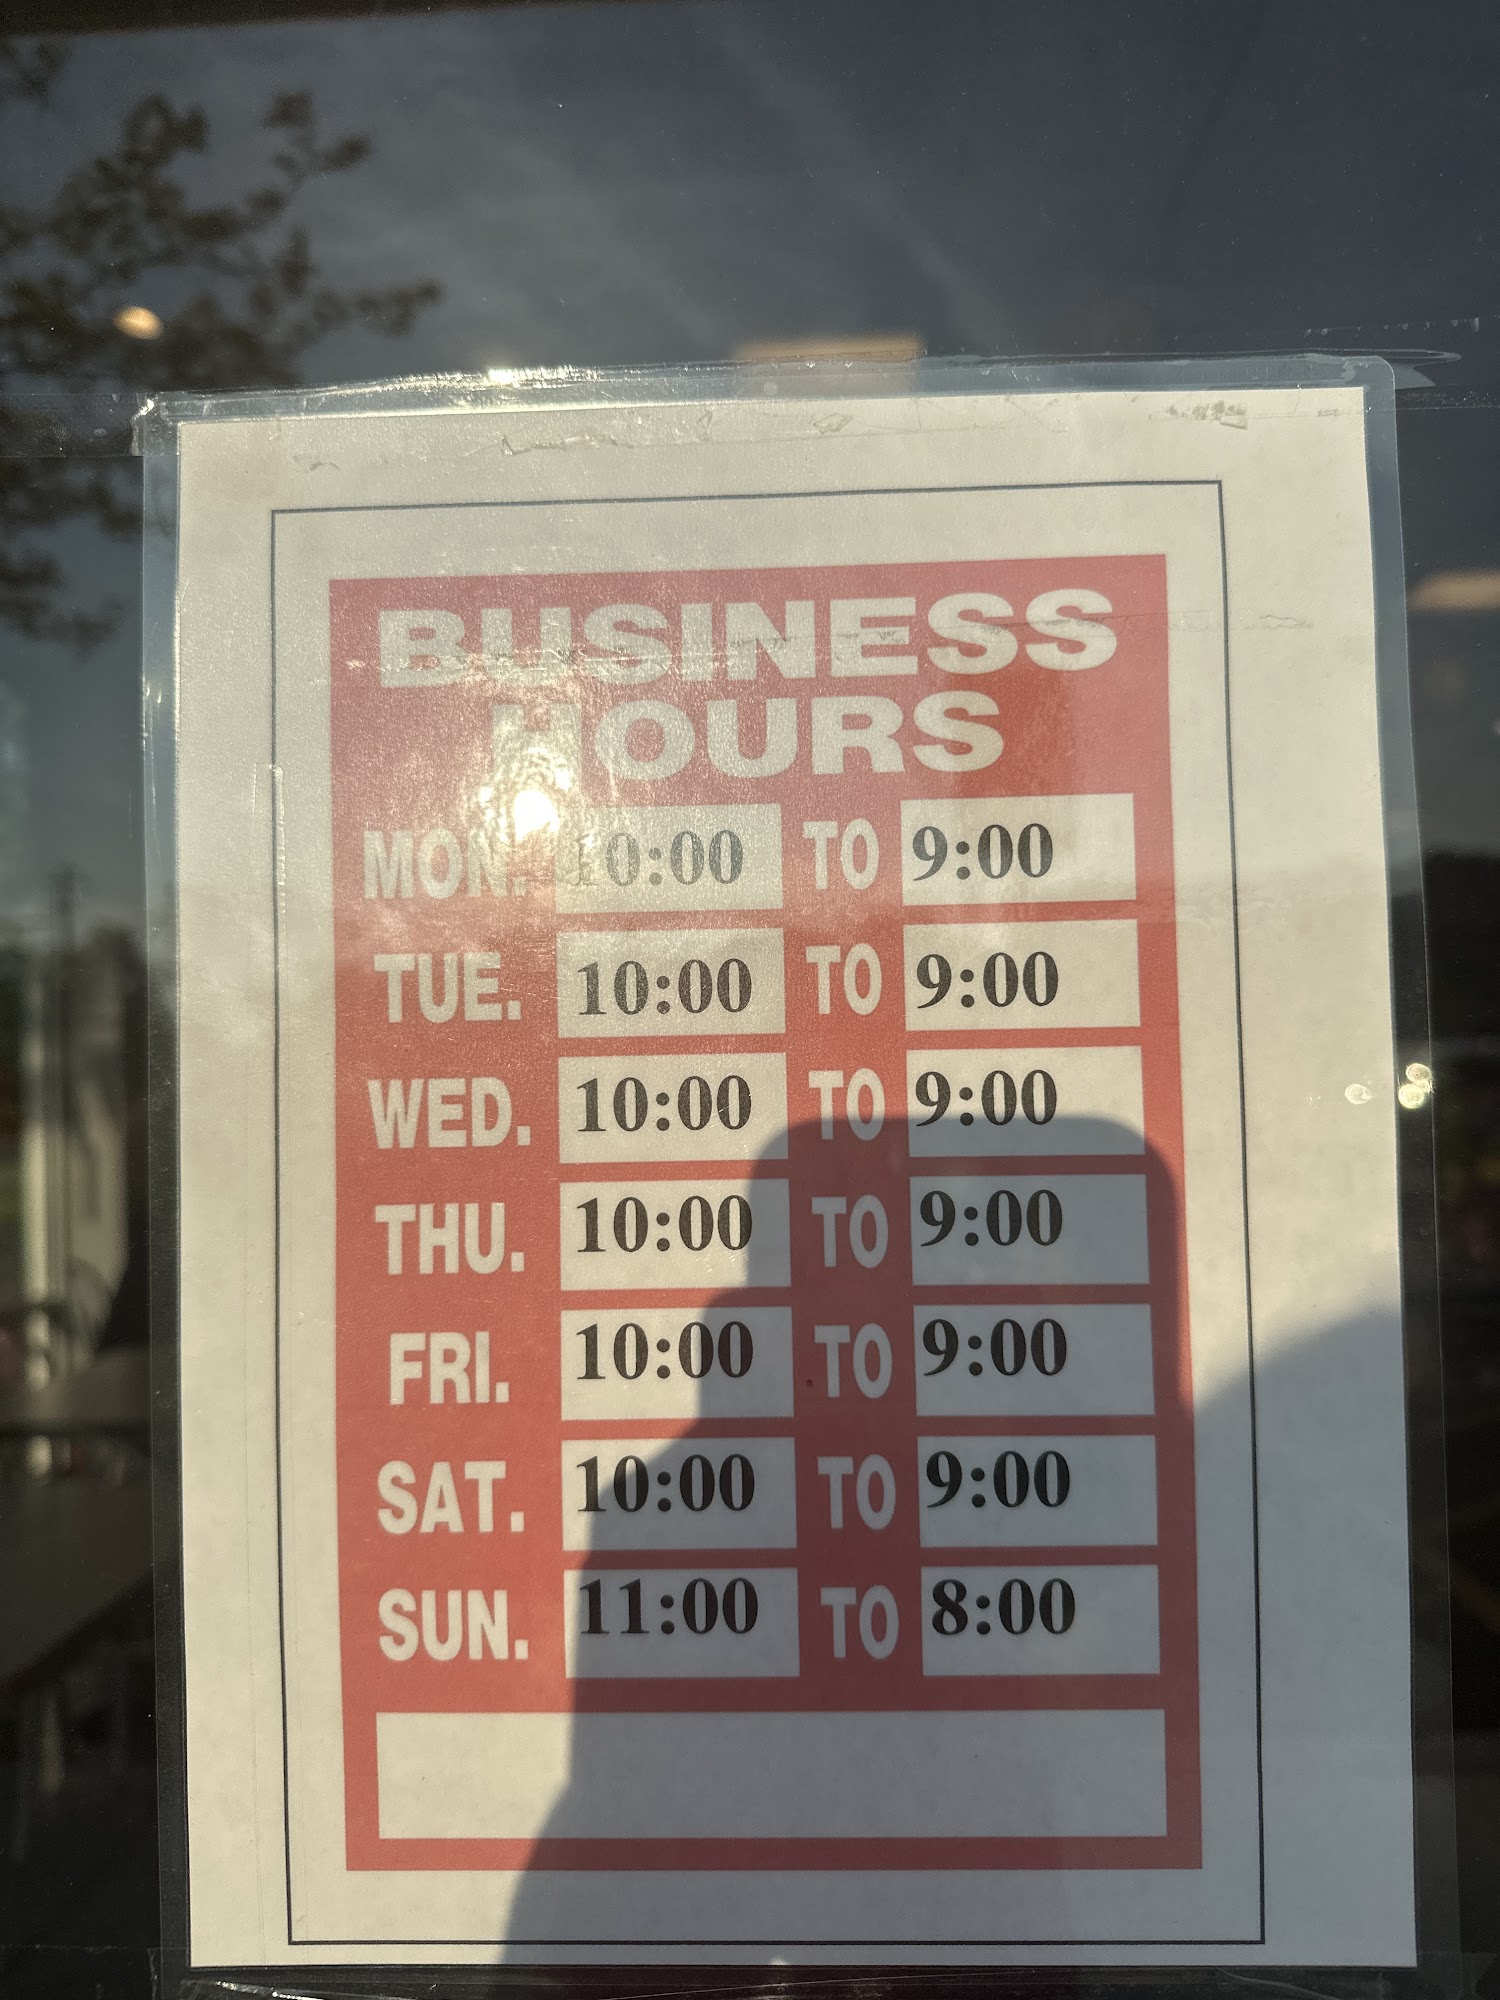 BUSINESS
HOURS
MON. 10:00 TO 9:00
TUE. 10:00 TO 9:00
WED. 10:00 TO 9:00
THU. 10:00 TO 9:00
FRI. 10:00 TO 9:00
SAT. 10:00 TO 9:00
SUN. 11:00 TO 8:00